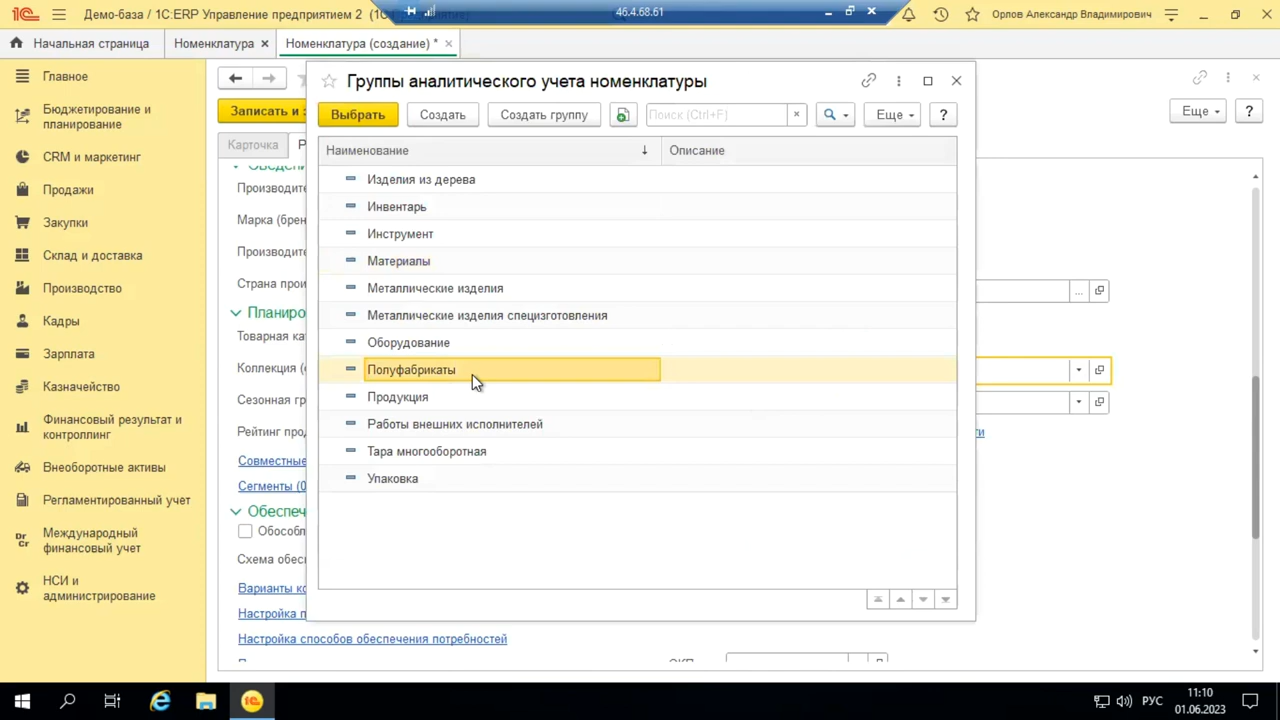 Демо-база / 1С:ERP Управление предприятием 2 (1С:
46.4.68.61
Орлов Александр Владимирович
Начальная страница
Номенклатура ×
Номенклатура (создание) * ×
Главное
Бюджетирование и
планирование
CRM и маркетинг
Продажи
Закупки
Склад и доставка
Производство
Кадры
Зарплата
Казначейство
Финансовый результат и
контроллинг
Внеоборотные активы
Регламентированный учет
Международный
финансовый учет
НСИ и
администрирование
Записать и з
Еще
?
Карточка
Р
Производите
Марка (брен
Производите
Страна прои
Планиро
Товарная ка
Коллекция (
Сезонная гр
Рейтинг прод
Совместные
Сегменты (0
Обеспеч
Обособл
Схема обес
Варианты ко
Настройка п
Настройка способов обеспечения потребностей
Группы аналитического учета номенклатуры
Выбрать
Создать
Создать группу
Поиск (Ctrl+F)
×
Еще
?
Наименование ↓
Описание
Изделия из дерева
Инвентарь
Инструмент
Материалы
Металлические изделия
Металлические изделия специзготовления
Оборудование
Полуфабрикаты
Продукция
Работы внешних исполнителей
Тара многооборотная
Упаковка
...
ти
Dr
Cr
РУС
11:10
01.06.2023